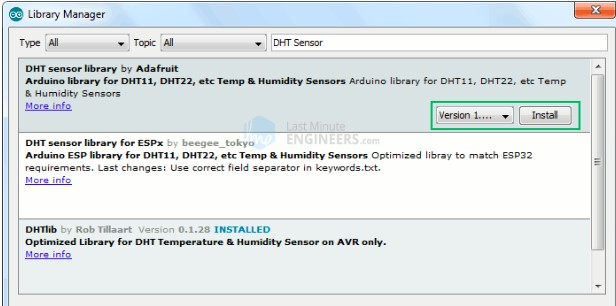 Library Manager
Type All Topic All DHT Sensor
DHT sensor library by Adafruit
Arduino library for DHT11, DHT22, etc Temp & Humidity Sensors Arduino library for DHT11, DHT22, etc Temp
& Humidity Sensors
More info
Version 1.... Install
Last Minute
ENGINEERS.com
DHT sensor library for ESPx by beegee_tokyo
Arduino ESP library for DHT11, DHT22, etc Temp & Humidity Sensors Optimized libray to match ESP32
requirements. Last changes: Use correct field separator in keywords.txt.
More info
DHTlib by Rob Tillaart Version 0.1.28 INSTALLED
Optimized Library for DHT Temperature & Humidity Sensor on AVR only.
More info